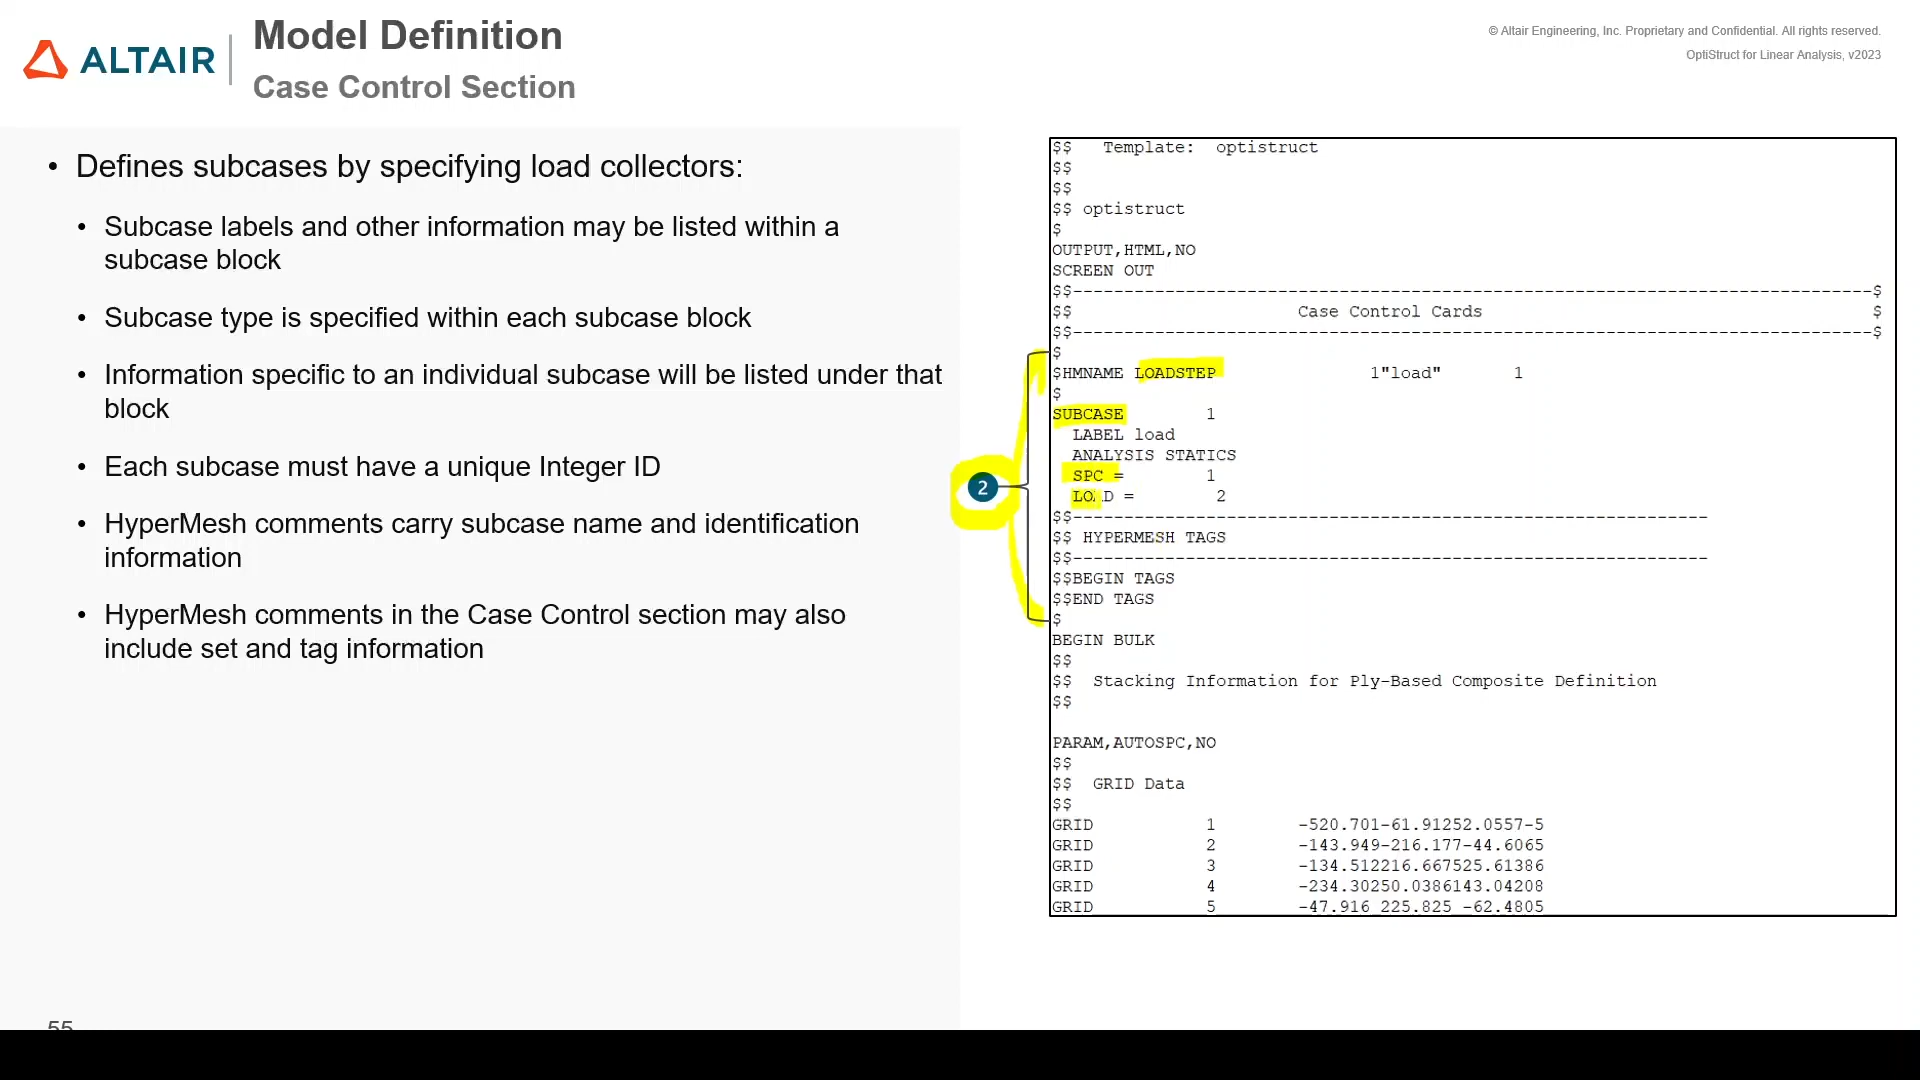 ALTAIR
Model Definition
Case Control Section
© Altair Engineering, Inc. Proprietary and Confidential. All rights reserved.
OptiStruct for Linear Analysis, v2023
• Defines subcases by specifying load collectors:
• Subcase labels and other information may be listed within a
subcase block
• Subcase type is specified within each subcase block
• Information specific to an individual subcase will be listed under that
block
• Each subcase must have a unique Integer ID
• HyperMesh comments carry subcase name and identification
information
• HyperMesh comments in the Case Control section may also
include set and tag information
2
$$   Template:  optistruct
$$
$$
$$ optistruct
$
OUTPUT,HTML,NO
SCREEN OUT
$$------------------------------------------------------------------------------$
$$                      Case Control Cards                                      $
$$------------------------------------------------------------------------------$
$
$HMNAME LOADSTEP               1"load"       1
$
SUBCASE        1
  LABEL load
  ANALYSIS STATICS
  SPC =        1
  LOAD =        2
$$--------------------------------------------------------------
$$ HYPERMESH TAGS
$$--------------------------------------------------------------
$$BEGIN TAGS
$$END TAGS
$
BEGIN BULK
$$
$$  Stacking Information for Ply-Based Composite Definition
$$
PARAM,AUTOSPC,NO
$$
$$  GRID Data
$$
GRID           1        -520.701-61.91252.0557-5
GRID           2        -143.949-216.177-44.6065
GRID           3        -134.512216.667525.61386
GRID           4        -234.30250.0386143.04208
GRID           5        -47.916 225.825 -62.4805
55